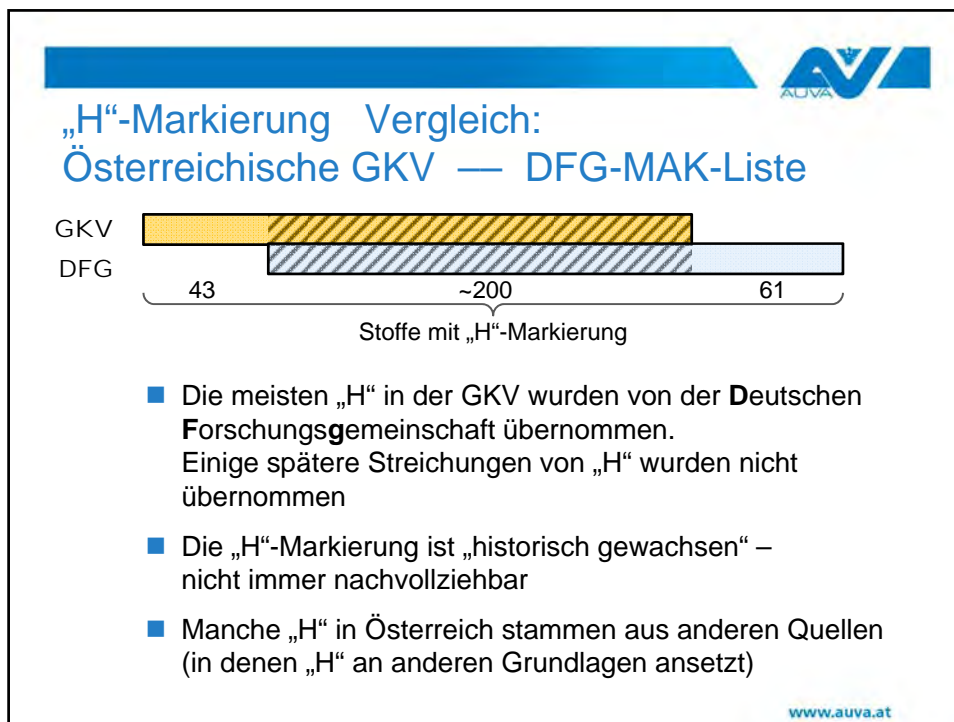 AUVA
„H“-Markierung Vergleich:
Österreichische GKV — DFG-MAK-Liste
GKV
DFG
43 ~200 61
Stoffe mit „H“-Markierung
Die meisten „H“ in der GKV wurden von der Deutschen
Forschungsgemeinschaft übernommen.
Einige spätere Streichungen von „H“ wurden nicht
übernommen
Die „H“-Markierung ist „historisch gewachsen“ –
nicht immer nachvollziehbar
Manche „H“ in Österreich stammen aus anderen Quellen
(in denen „H“ an anderen Grundlagen ansetzt)
www.auva.at